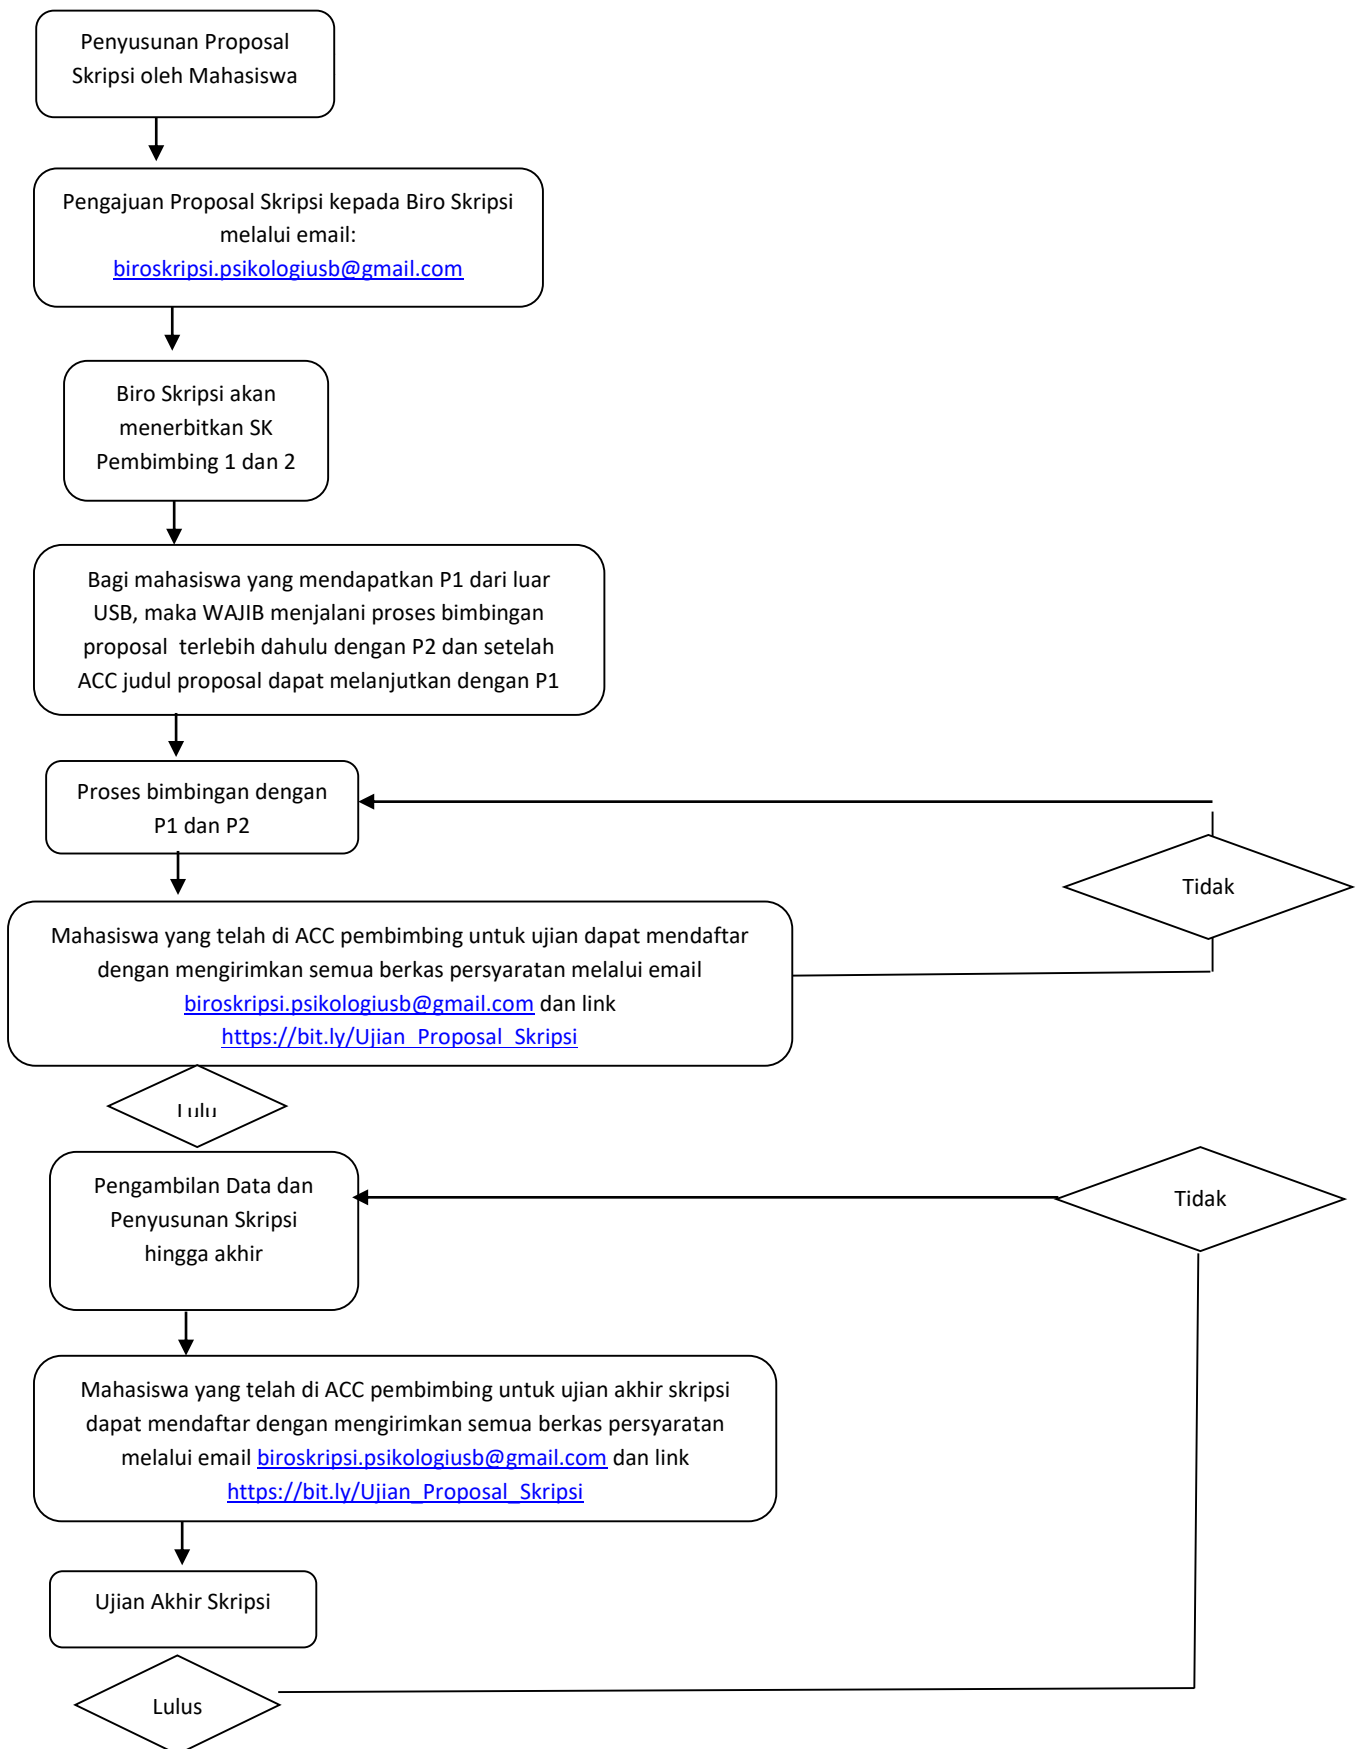 Penyusunan Proposal
Skripsi oleh Mahasiswa
Pengajuan Proposal Skripsi kepada Biro Skripsi
melalui email:
biroskripsi.psikologiusb@gmail.com
Biro Skripsi akan
menerbitkan SK
Pembimbing 1 dan 2
Bagi mahasiswa yang mendapatkan P1 dari luar
USB, maka WAJIB menjalani proses bimbingan
proposal  terlebih dahulu dengan P2 dan setelah
ACC judul proposal dapat melanjutkan dengan P1
Proses bimbingan dengan
P1 dan P2
Tidak
Mahasiswa yang telah di ACC pembimbing untuk ujian dapat mendaftar
dengan mengirimkan semua berkas persyaratan melalui email
biroskripsi.psikologiusb@gmail.com dan link
https://bit.ly/Ujian_Proposal_Skripsi
Lulu
Pengambilan Data dan
Penyusunan Skripsi
hingga akhir
Tidak
Mahasiswa yang telah di ACC pembimbing untuk ujian akhir skripsi
dapat mendaftar dengan mengirimkan semua berkas persyaratan
melalui email biroskripsi.psikologiusb@gmail.com dan link
https://bit.ly/Ujian_Proposal_Skripsi
Ujian Akhir Skripsi
Lulus